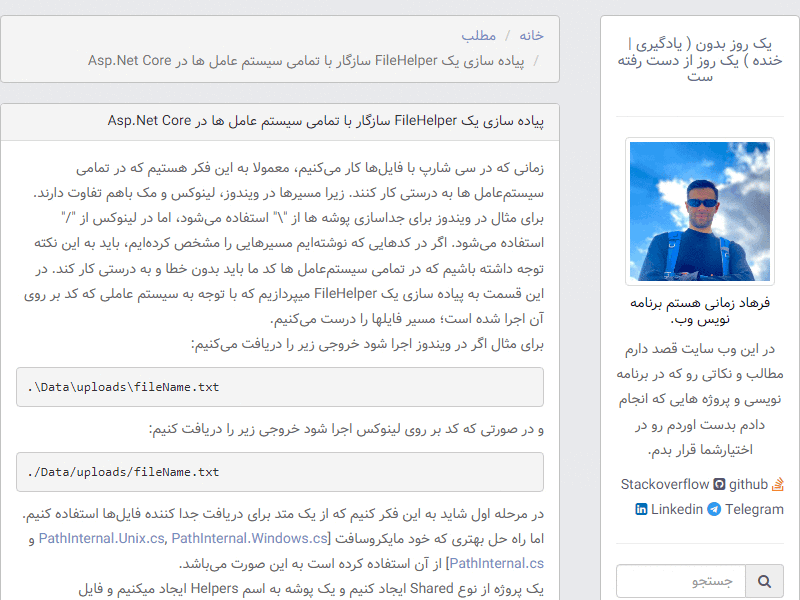 یک روز بدون ( یادگیری |
خنده ) یک روز از دست رفته
ست
فرهاد زمانی هستم برنامه
نویس وب.
در این وب سایت قصد دارم
مطالب و نکاتی رو که در برنامه
نویسی و پروژه هایی که انجام
دادم بدست اوردم رو در
اختیارشما قرار بدم.
Stackoverflow github
Linkedin Telegram
جستجو
خانه / مطلب
/ پیاده سازی یک FileHelper سازگار با تمامی سیستم عامل ها در Asp.Net Core
پیاده سازی یک FileHelper سازگار با تمامی سیستم عامل ها در Asp.Net Core
زمانی که در سی شارپ با فایل‌ها کار می‌کنیم، معمولا به این فکر هستیم که در تمامی
سیستم‌عامل ها به درستی کار کنند. زیرا مسیرها در ویندوز، لینوکس و مک باهم تفاوت دارند.
برای مثال در ویندوز برای جداسازی پوشه ها از "\" استفاده می‌شود، اما در لینوکس از "/"
استفاده می‌شود. اگر در کدهایی که نوشته‌ایم مسیرهایی را مشخص کرده‌ایم، باید به این نکته
توجه داشته باشیم که در تمامی سیستم‌عامل ها کد ما باید بدون خطا و به درستی کار کند. در
این قسمت به پیاده سازی یک FileHelper میپردازیم که با توجه به سیستم عاملی که کد بر روی
آن اجرا شده است؛ مسیر فایلها را درست می‌کنیم.
برای مثال اگر در ویندوز اجرا شود خروجی زیر را دریافت می‌کنیم:
.\Data\uploads\fileName.txt
و در صورتی که کد بر روی لینوکس اجرا شود خروجی زیر را دریافت کنیم:
./Data/uploads/fileName.txt
در مرحله اول شاید به این فکر کنیم که از یک متد برای دریافت جدا کننده فایل‌ها استفاده کنیم.
اما راه حل بهتری که خود مایکروسافت [PathInternal.Unix.cs, PathInternal.Windows.cs و
PathInternal.cs] از آن استفاده کرده است به این صورت می‌باشد.
یک پروژه از نوع Shared ایجاد کنیم و یک پوشه به اسم Helpers ایجاد میکنیم و فایل